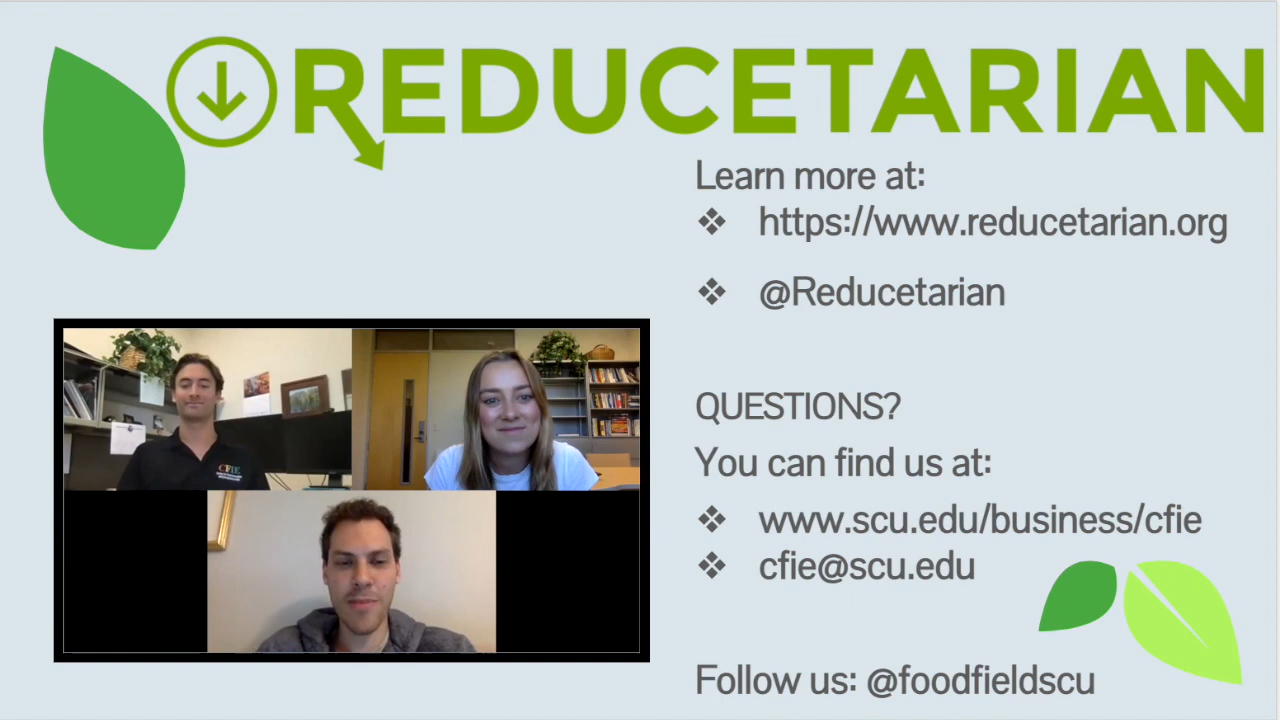 REDUCETARIAN
Learn more at:
❖ https://www.reducetarian.org
❖ @Reducetarian
QUESTIONS?
You can find us at:
❖ www.scu.edu/business/cfie
❖ cfie@scu.edu
Follow us: @foodfieldscu
CFIE